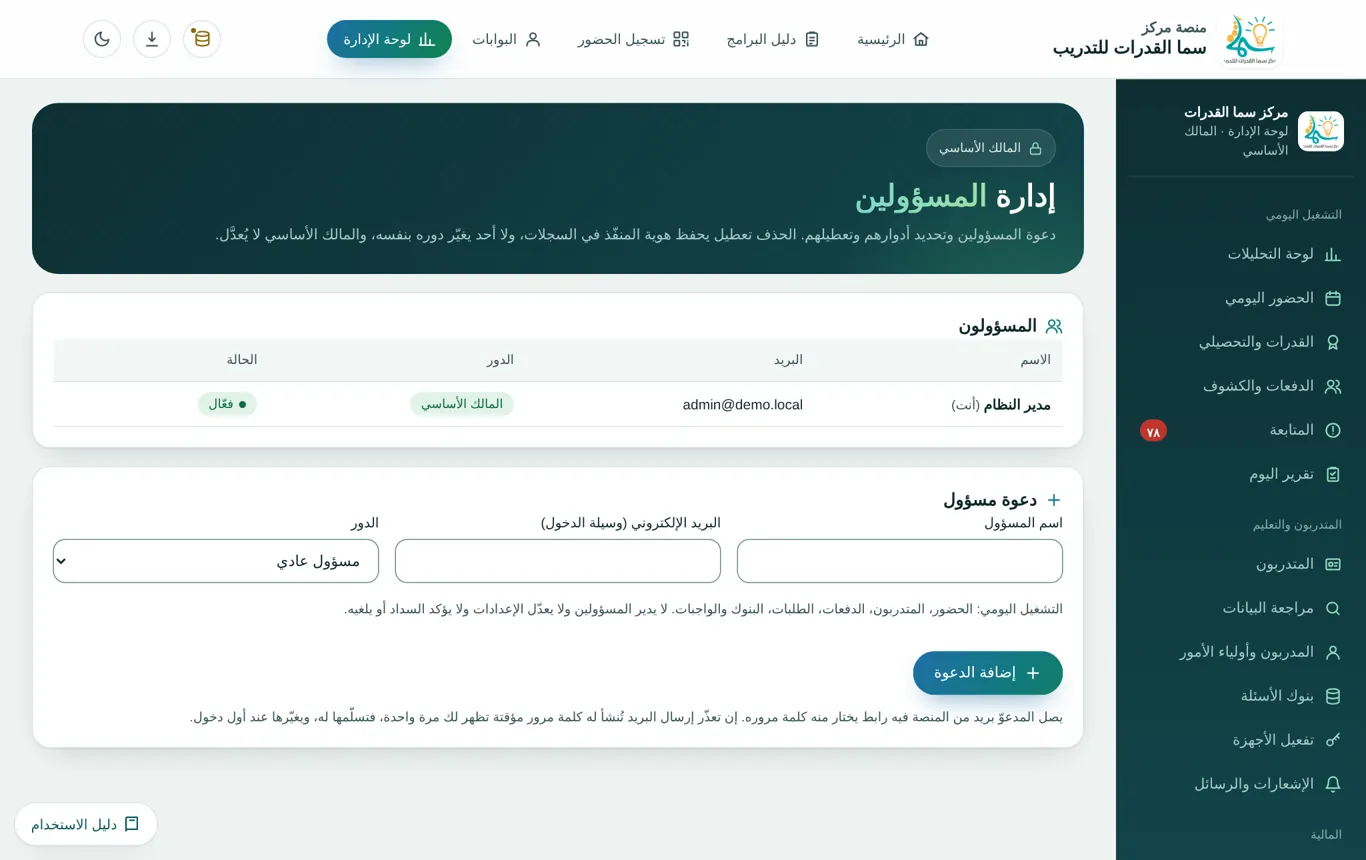 منصة مركز
سما القدرات للتدريب
الرئيسية
دليل البرامج
تسجيل الحضور
البوابات
لوحة الإدارة
مركز سما القدرات
لوحة الإدارة · المالك
الأساسي
التشغيل اليومي
لوحة التحليلات
الحضور اليومي
القدرات والتحصيلي
الدفعات والكشوف
المتابعة
٧٨
تقرير اليوم
المتدربون والتعليم
المتدربون
مراجعة البيانات
المدربون وأولياء الأمور
بنوك الأسئلة
تفعيل الأجهزة
الإشعارات والرسائل
المالية
المالك الأساسي
إدارة المسؤولين
دعوة المسؤولين وتحديد أدوارهم وتعطيلهم. الحذف تعطيل يحفظ هوية المنفّذ في السجلات، ولا أحد يغيّر دوره بنفسه، والمالك الأساسي لا يُعدَّل.
المسؤولون
الاسم البريد الدور الحالة
مدير النظام (أنت) admin@demo.local المالك الأساسي فعّال
دعوة مسؤول
اسم المسؤول البريد الإلكتروني (وسيلة الدخول) الدور
مسؤول عادي
التشغيل اليومي: الحضور، المتدربون، الدفعات، الطلبات، البنوك والواجبات. لا يدير المسؤولين ولا يعدّل الإعدادات ولا يؤكد السداد أو يلغيه.
إضافة الدعوة
يصل المدعوّ بريد من المنصة فيه رابط يختار منه كلمة مروره. إن تعذّر إرسال البريد تُنشأ له كلمة مرور مؤقتة تظهر لك مرة واحدة، فتسلّمها له، ويغيّرها عند أول دخول.
دليل الاستخدام